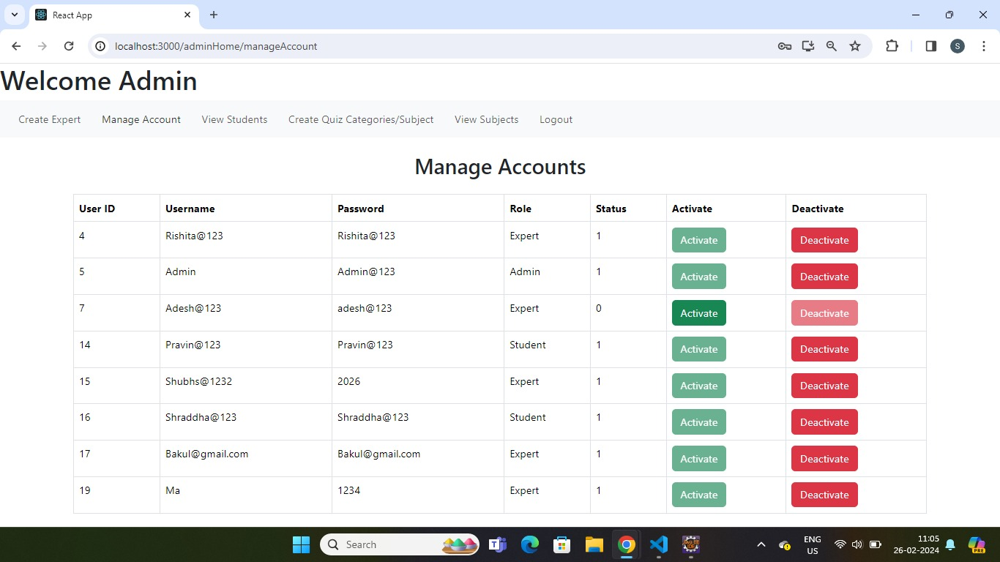 React App
localhost:3000/adminHome/manageAccount
S
Welcome Admin
Create Expert Manage Account View Students Create Quiz Categories/Subject View Subjects Logout
Manage Accounts
User ID Username Password Role Status Activate Deactivate
4 Rishita@123 Rishita@123 Expert 1 Activate Deactivate
5 Admin Admin@123 Admin 1 Activate Deactivate
7 Adesh@123 adesh@123 Expert 0 Activate Deactivate
14 Pravin@123 Pravin@123 Student 1 Activate Deactivate
15 Shubhs@1232 2026 Expert 1 Activate Deactivate
16 Shraddha@123 Shraddha@123 Student 1 Activate Deactivate
17 Bakul@gmail.com Bakul@gmail.com Expert 1 Activate Deactivate
19 Ma 1234 Expert 1 Activate Deactivate
Search
ENG
US
11:05
26-02-2024
PRE